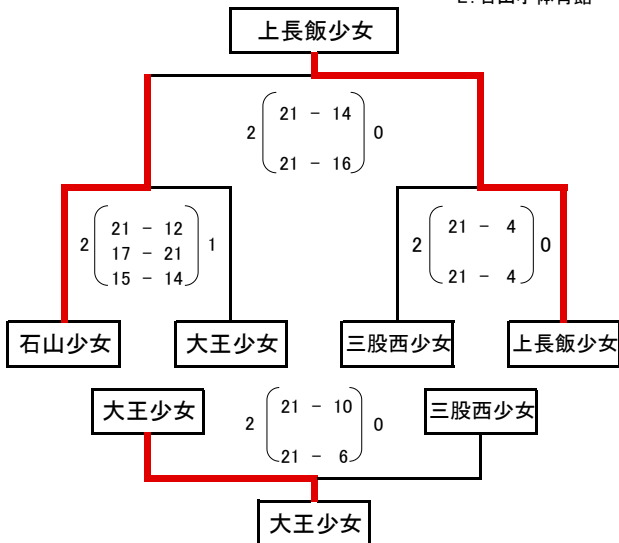 上長飯少女
21 - 14
2 0
21 - 16
21 - 12
2 17 - 21 1
15 - 14
21 - 4
2 0
21 - 4
石山少女 大王少女 三股西少女 上長飯少女
大王少女 三股西少女
21 - 10
2 0
21 - 6
大王少女